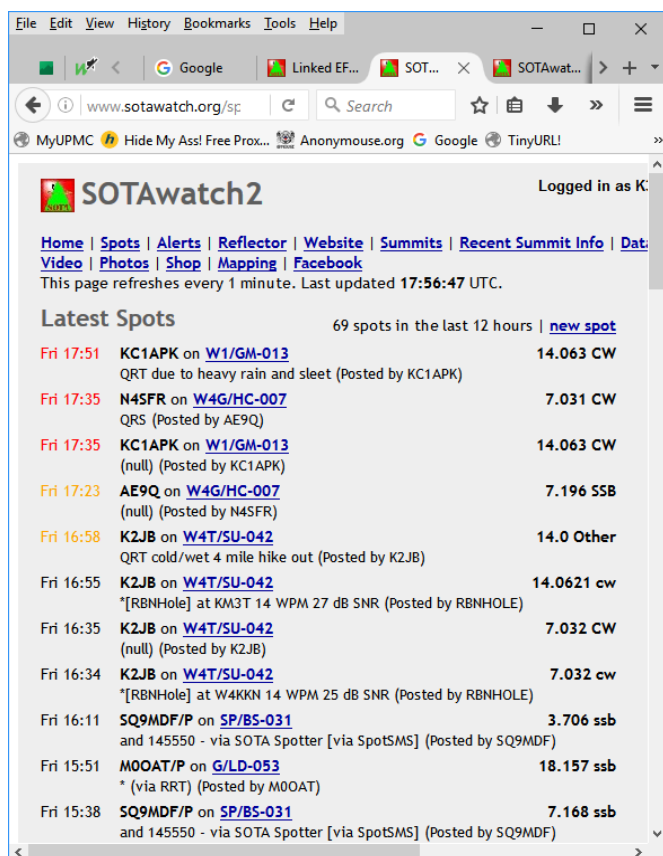 File Edit View History Bookmarks Tools Help
Google Linked EF... SOT... SOTAwat...
www.sotawatch.org/sp Search
MyUPMC Hide My Ass! Free Prox... Anonymouse.org Google TinyURL!
SOTAwatch2
Logged in as K
Home | Spots | Alerts | Reflector | Website | Summits | Recent Summit Info | Data
Video | Photos | Shop | Mapping | Facebook
This page refreshes every 1 minute. Last updated 17:56:47 UTC.
Latest Spots 69 spots in the last 12 hours | new spot
Fri 17:51 KC1APK on W1/GM-013 14.063 CW
QRT due to heavy rain and sleet (Posted by KC1APK)
Fri 17:35 N4SFR on W4G/HC-007 7.031 CW
QRS (Posted by AE9Q)
Fri 17:35 KC1APK on W1/GM-013 14.063 CW
(null) (Posted by KC1APK)
Fri 17:23 AE9Q on W4G/HC-007 7.196 SSB
(null) (Posted by N4SFR)
Fri 16:58 K2JB on W4T/SU-042 14.0 Other
QRT cold/wet 4 mile hike out (Posted by K2JB)
Fri 16:55 K2JB on W4T/SU-042 14.0621 cw
*[RBNHole] at KM3T 14 WPM 27 dB SNR (Posted by RBNHOLE)
Fri 16:35 K2JB on W4T/SU-042 7.032 CW
(null) (Posted by K2JB)
Fri 16:34 K2JB on W4T/SU-042 7.032 cw
*[RBNHole] at W4KKN 14 WPM 25 dB SNR (Posted by RBNHOLE)
Fri 16:11 SQ9MDF/P on SP/BS-031 3.706 ssb
and 145550 - via SOTA Spotter [via SpotSMS] (Posted by SQ9MDF)
Fri 15:51 M0OAT/P on G/LD-053 18.157 ssb
* (via RRT) (Posted by M0OAT)
Fri 15:38 SQ9MDF/P on SP/BS-031 7.168 ssb
and 145550 - via SOTA Spotter [via SpotSMS] (Posted by SQ9MDF)